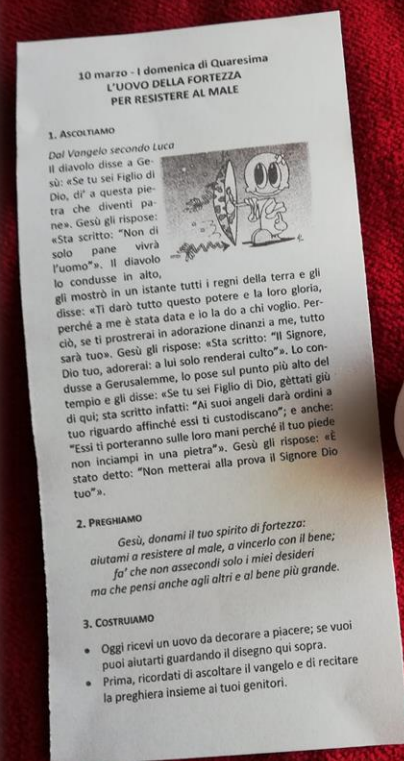 10 marzo - I domenica di Quaresima
L'UOVO DELLA FORTEZZA
PER RESISTERE AL MALE
1. ASCOLTIAMO
Dal Vangelo secondo Luca
Il diavolo disse a Ge-
sù: «Se tu sei Figlio di
Dio, di' a questa pie-
tra che diventi pa-
ne». Gesù gli rispose:
«Sta scritto: "Non di
solo pane vivrà
l'uomo"». Il diavolo
lo condusse in alto,
gli mostrò in un istante tutti i regni della terra e gli
disse: «Ti darò tutto questo potere e la loro gloria,
perché a me è stata data e io la do a chi voglio. Per-
ciò, se ti prostrerai in adorazione dinanzi a me, tutto
sarà tuo». Gesù gli rispose: «Sta scritto: "Il Signore,
Dio tuo, adorerai: a lui solo renderai culto"». Lo con-
dusse a Gerusalemme, lo pose sul punto più alto del
tempio e gli disse: «Se tu sei Figlio di Dio, gèttati giù
di qui; sta scritto infatti: "Ai suoi angeli darà ordini a
tuo riguardo affinché essi ti custodiscano"; e anche:
"Essi ti porteranno sulle loro mani perché il tuo piede
non inciampi in una pietra"». Gesù gli rispose: «È
stato detto: "Non metterai alla prova il Signore Dio
tuo"».
2. PREGHIAMO
Gesù, donami il tuo spirito di fortezza:
aiutami a resistere al male, a vincerlo con il bene;
fa' che non assecondi solo i miei desideri
ma che pensi anche agli altri e al bene più grande.
3. COSTRUIAMO
• Oggi ricevi un uovo da decorare a piacere; se vuoi
puoi aiutarti guardando il disegno qui sopra.
• Prima, ricordati di ascoltare il vangelo e di recitare
la preghiera insieme ai tuoi genitori.